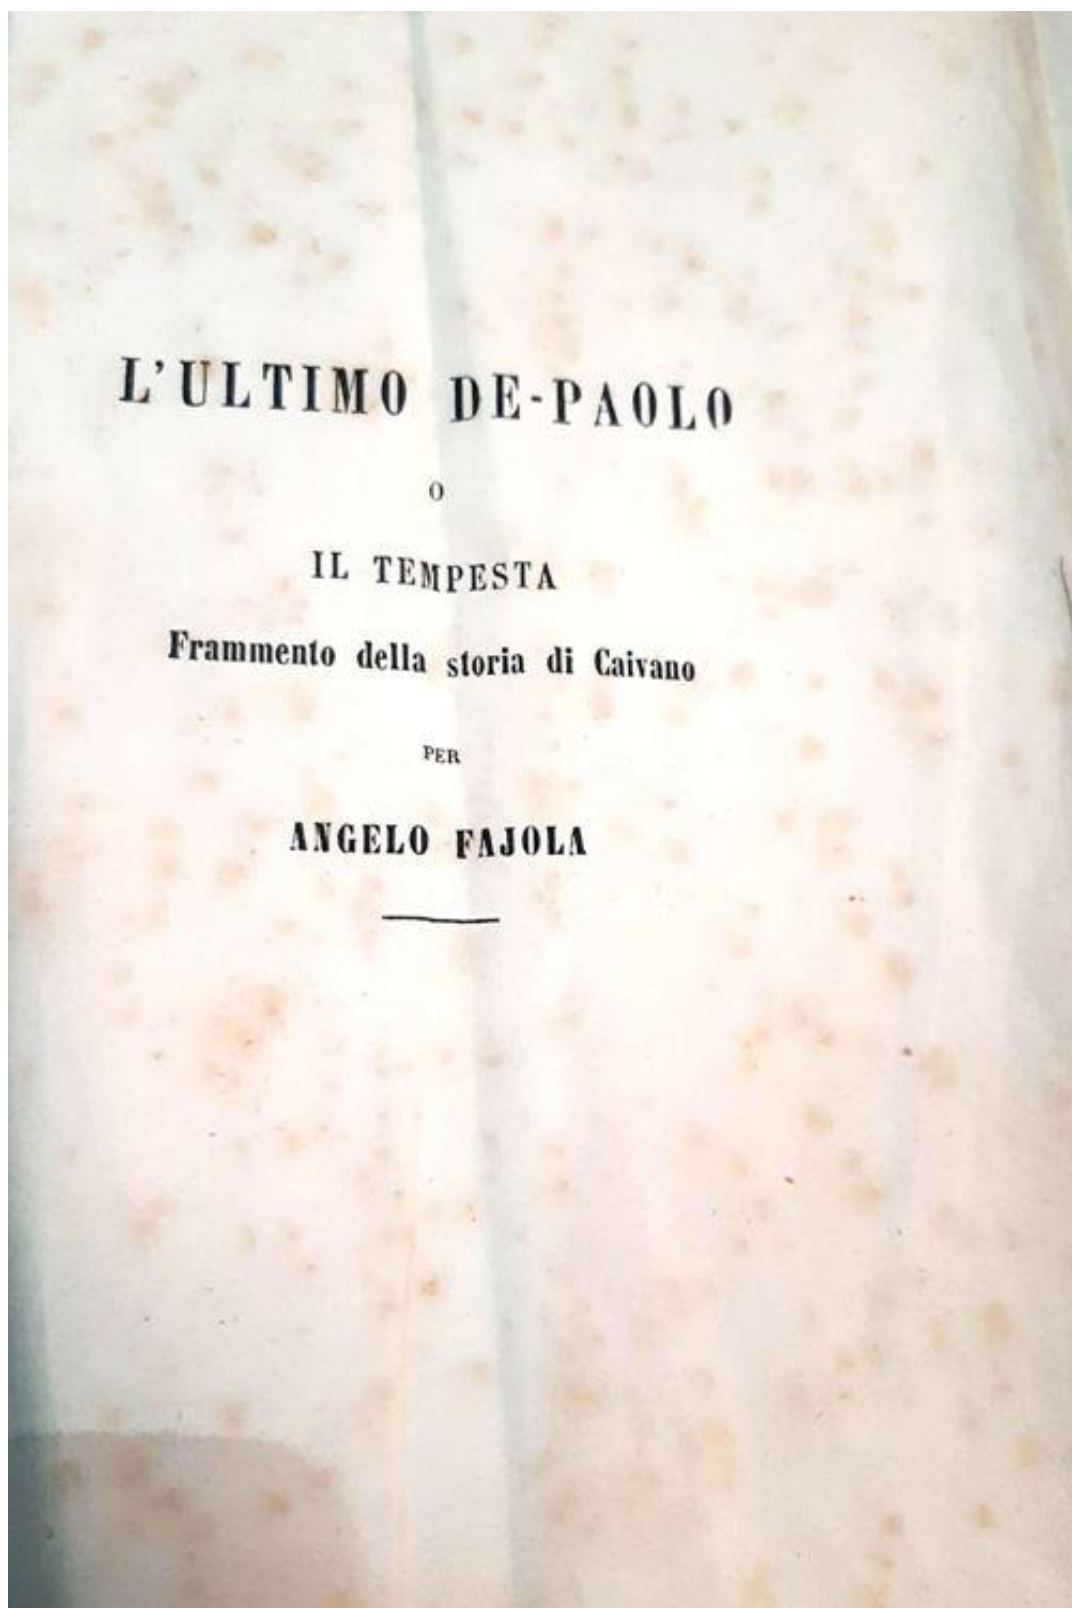 L'ULTIMO DE-PAOLO
O
IL TEMPESTA
Frammento della storia di Caivano
PER
ANGELO FAJOLA